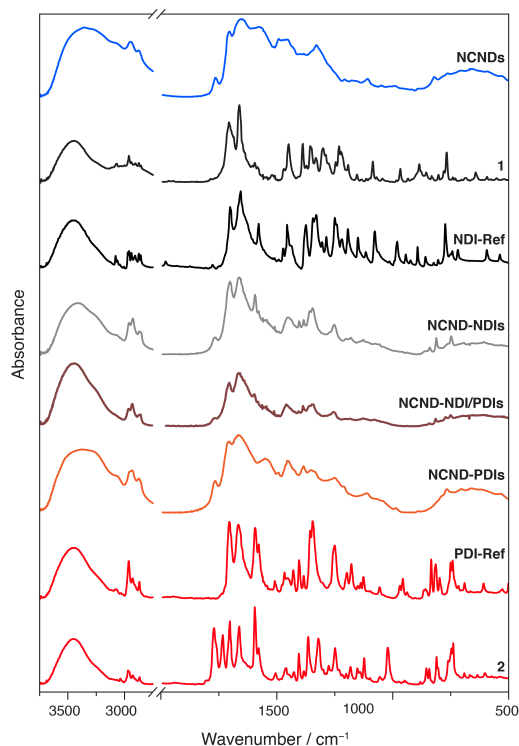 NCNDs
1
NDI-Ref
NCND-NDIs
Absorbance
NCND-NDI/PDIs
NCND-PDIs
PDI-Ref
2
3500 3000 1500 500
Wavenumber / cm⁻¹